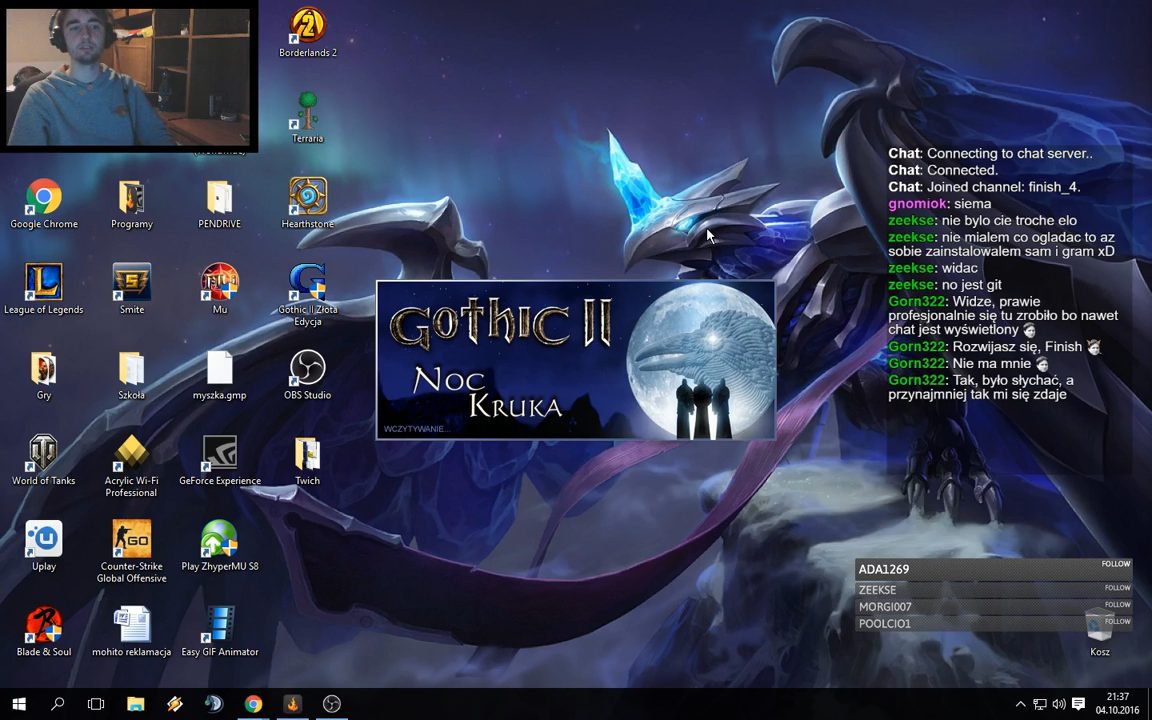 Borderlands 2
Terraria
Google Chrome
Programy
PENDRIVE
Hearthstone
League of Legends
Smite
Mu
Gothic II Złota
Edycja
Gry
Szkoła
myszka.gmp
OBS Studio
World of Tanks
Acrylic Wi-Fi
Professional
GeForce Experience
Twich
Uplay
Counter-Strike
Global Offensive
Play ZhyperMU S8
Blade & Soul
mohito reklamacja
Easy GIF Animator
GOTHIC II
NOC
KRUKA
WCZYTYWANIE...
Chat: Connecting to chat server..
Chat: Connected.
Chat: Joined channel: finish_4.
gnomiok: siema
zeekse: nie bylo cie troche elo
zeekse: nie mialem co ogladac to az
sobie zainstalowalem sam i gram xD
zeekse: widac
zeekse: no jest git
Gorn322: Widze, prawie
profesjonalnie się tu zrobiło bo nawet
chat jest wyświetlony
Gorn322: Rozwijasz się, Finish
Gorn322: Nie ma mnie
Gorn322: Tak, było słychać, a
przynajmniej tak mi się zdaje
ADA1269 FOLLOW
ZEEKSE FOLLOW
MORGI007 FOLLOW
POOLCIO1 FOLLOW
Kosz
21:37
04.10.2016